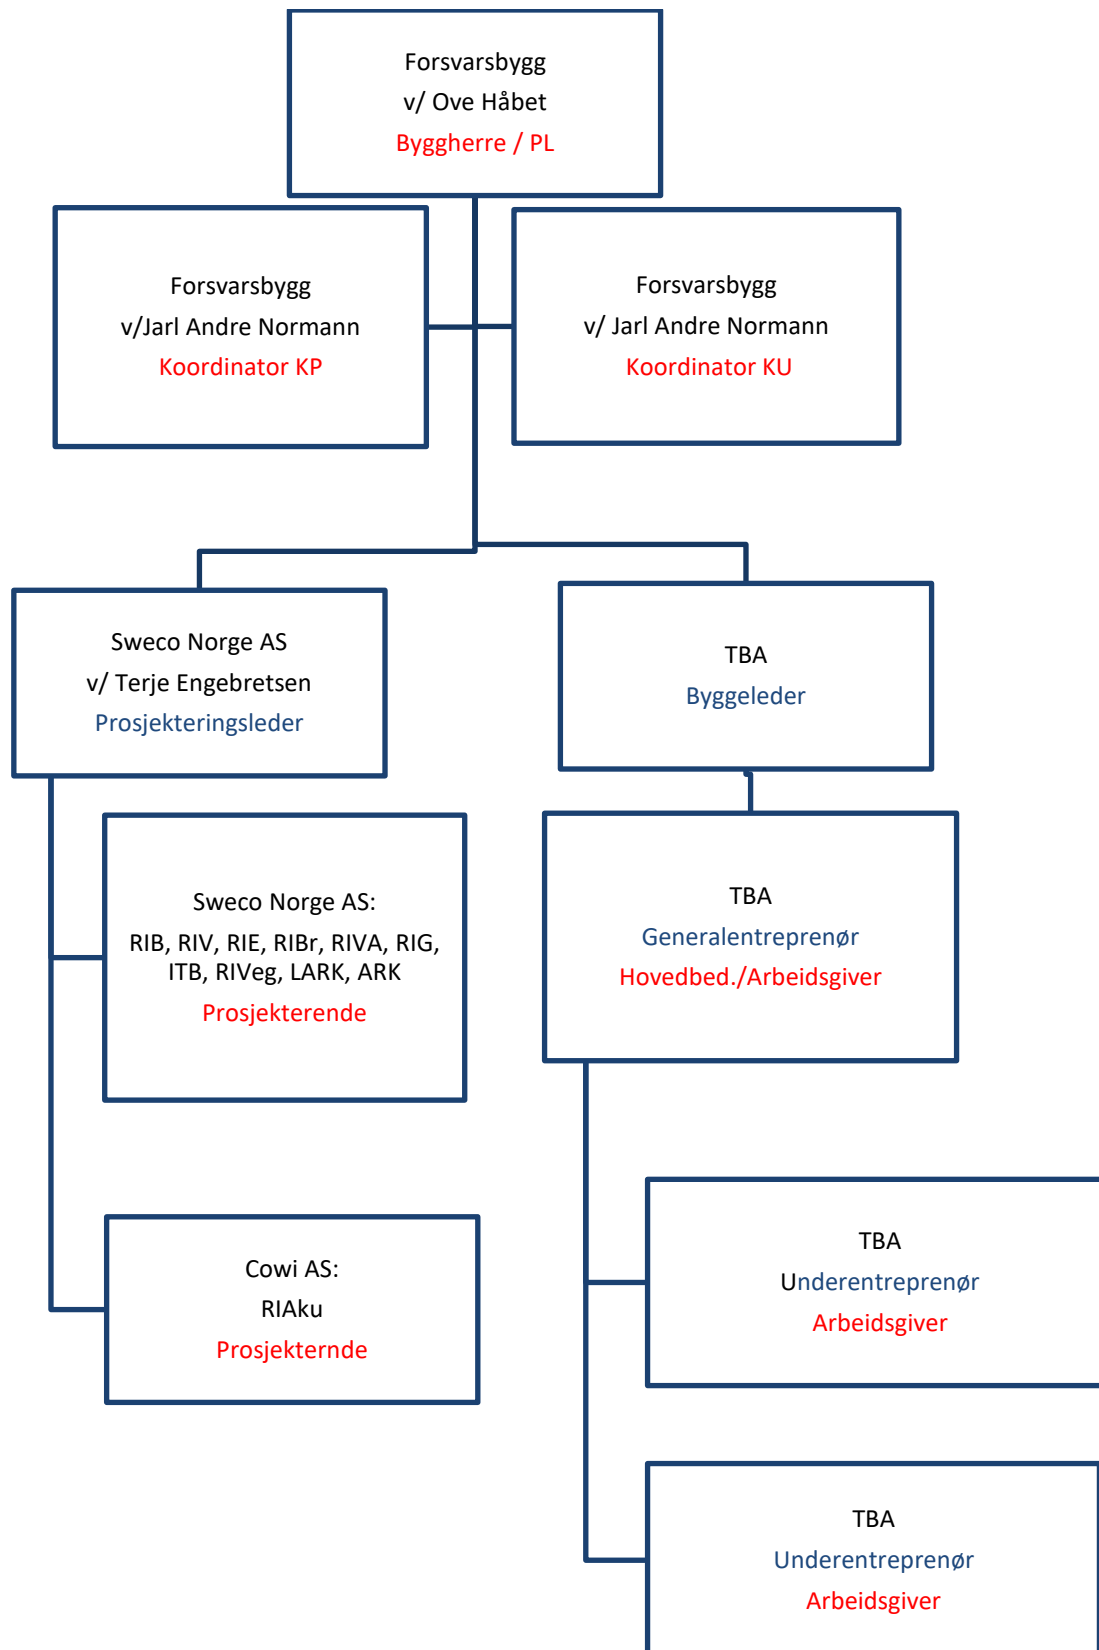 Forsvarsbygg
v/ Ove Håbet
Byggherre / PL
Forsvarsbygg
v/Jarl Andre Normann
Koordinator KP
Forsvarsbygg
v/ Jarl Andre Normann
Koordinator KU
Sweco Norge AS
v/ Terje Engebretsen
Prosjekteringsleder
TBA
Byggeleder
Sweco Norge AS:
RIB, RIV, RIE, RIBr, RIVA, RIG,
ITB, RIVeg, LARK, ARK
Prosjekterende
TBA
Generalentreprenør
Hovedbed./Arbeidsgiver
Cowi AS:
RIAku
Prosjekternde
TBA
Underentreprenør
Arbeidsgiver
TBA
Underentreprenør
Arbeidsgiver